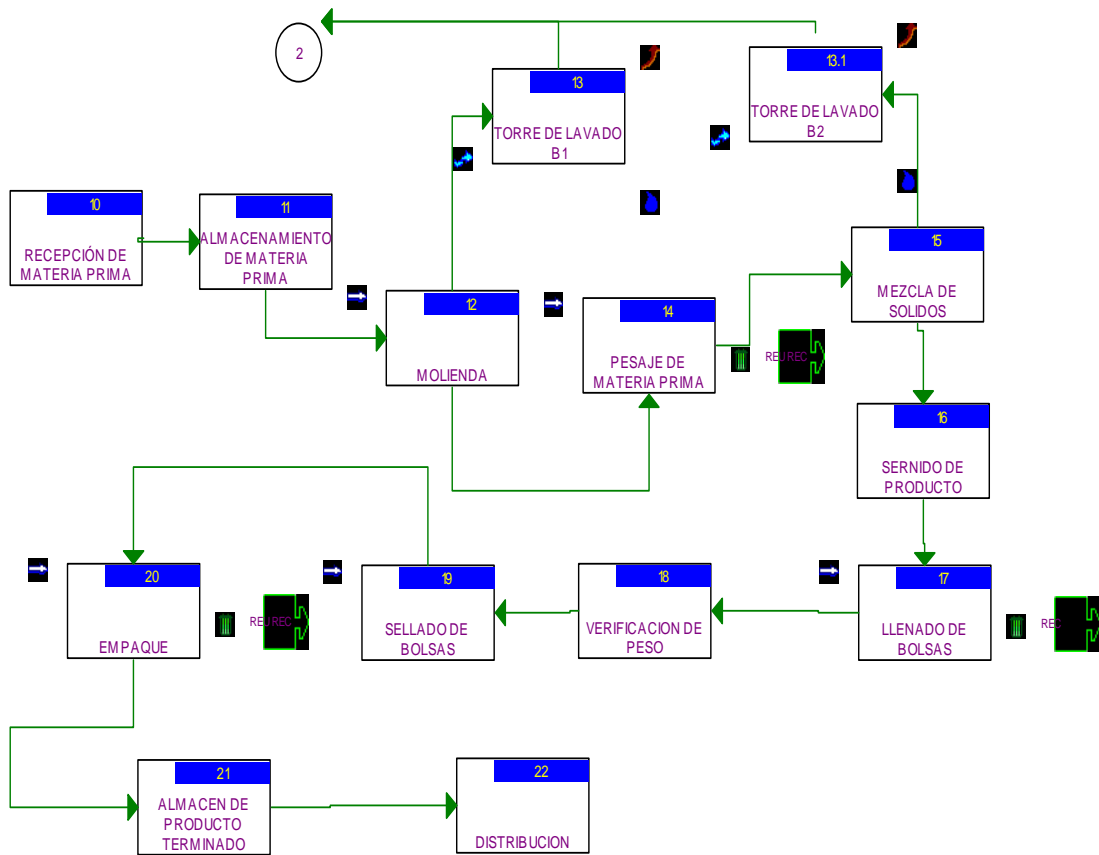 2
13
TORRE DE LAVADO
B1
13.1
TORRE DE LAVADO
B2
10
RECEPCIÓN DE
MATERIA PRIMA
11
ALMACENAMIENTO
DE MATERIA
PRIMA
12
MOLIENDA
14
PESAJE DE
MATERIA PRIMA
REUREC
15
MEZCLA DE
SOLIDOS
16
SERNIDO DE
PRODUCTO
20
EMPAQUE
REUREC
19
SELLADO DE
BOLSAS
18
VERIFICACION DE
PESO
17
LLENADO DE
BOLSAS
REC
21
ALMACEN DE
PRODUCTO
TERMINADO
22
DISTRIBUCION